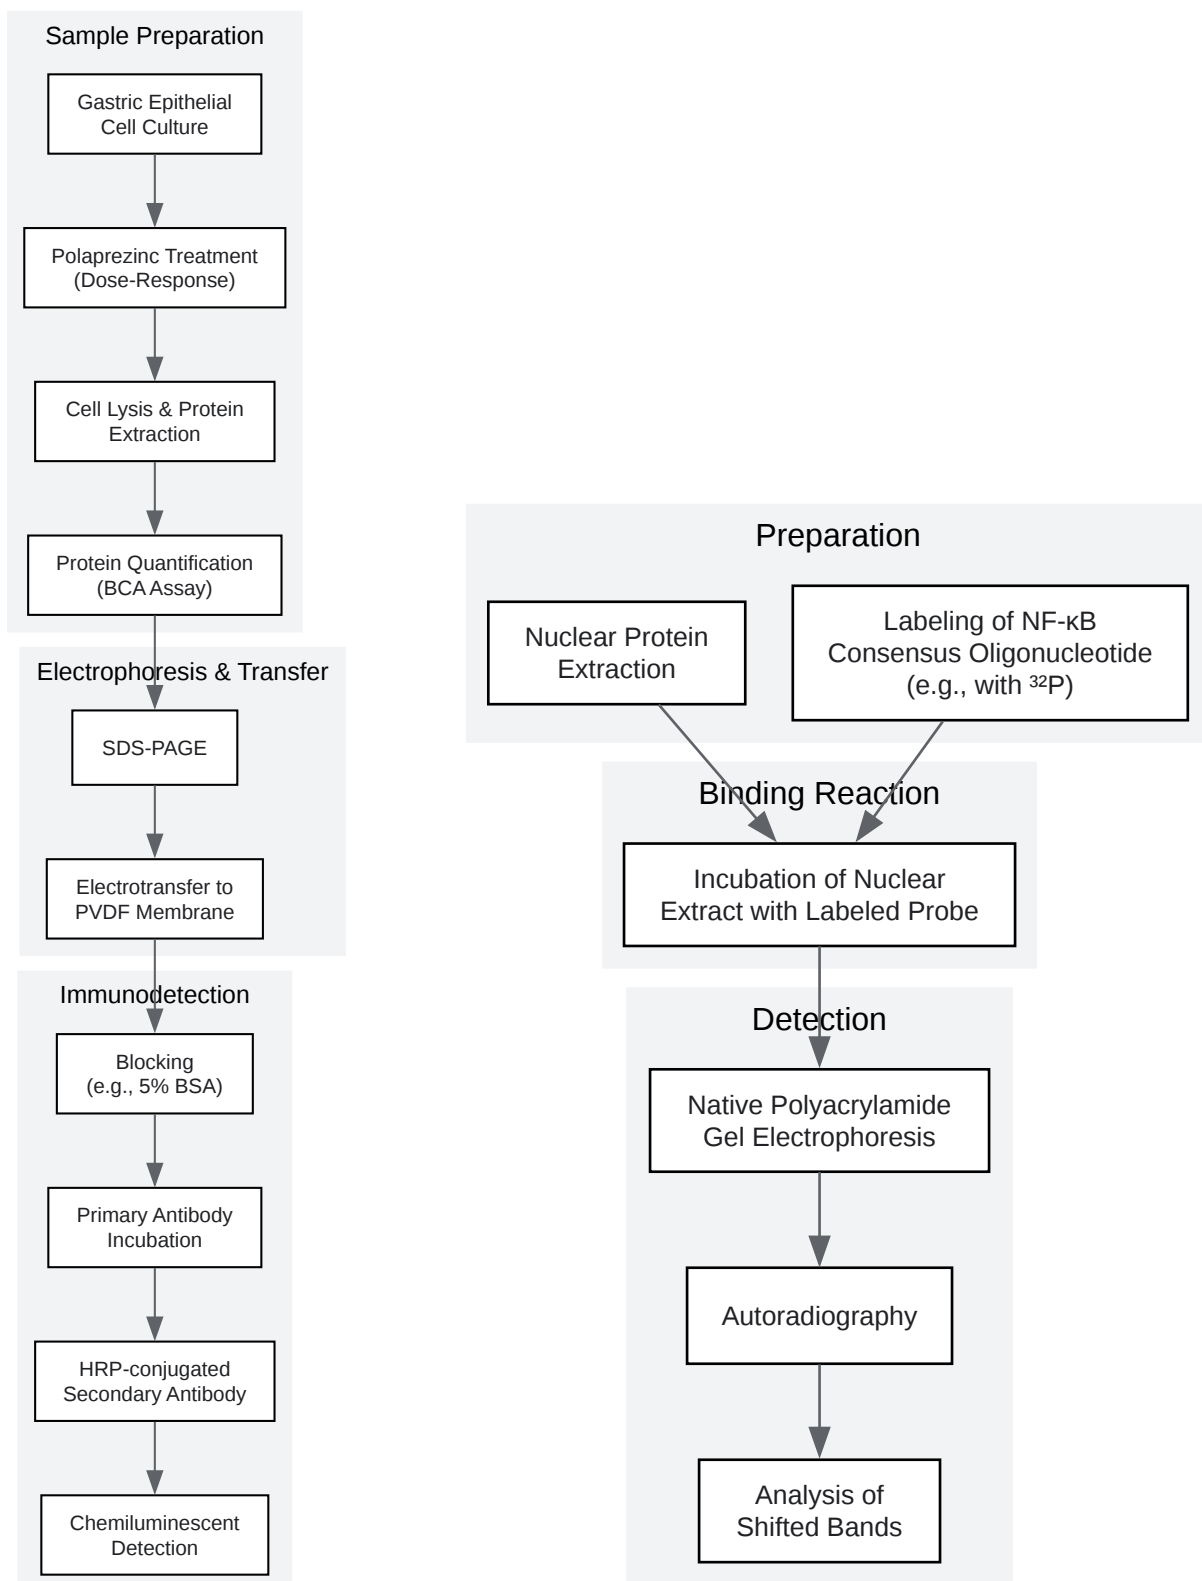 Sample Preparation
Gastric Epithelial
Cell Culture
Polaprezinc Treatment
(Dose-Response)
Cell Lysis & Protein
Extraction
Protein Quantification
(BCA Assay)
Electrophoresis & Transfer
SDS-PAGE
Electrotransfer to
PVDF Membrane
Immunodetection
Blocking
(e.g., 5% BSA)
Primary Antibody
Incubation
HRP-conjugated
Secondary Antibody
Chemiluminescent
Detection
Preparation
Nuclear Protein
Extraction
Labeling of NF-κB
Consensus Oligonucleotide
(e.g., with ³²P)
Binding Reaction
Incubation of Nuclear
Extract with Labeled Probe
Detection
Native Polyacrylamide
Gel Electrophoresis
Autoradiography
Analysis of
Shifted Bands